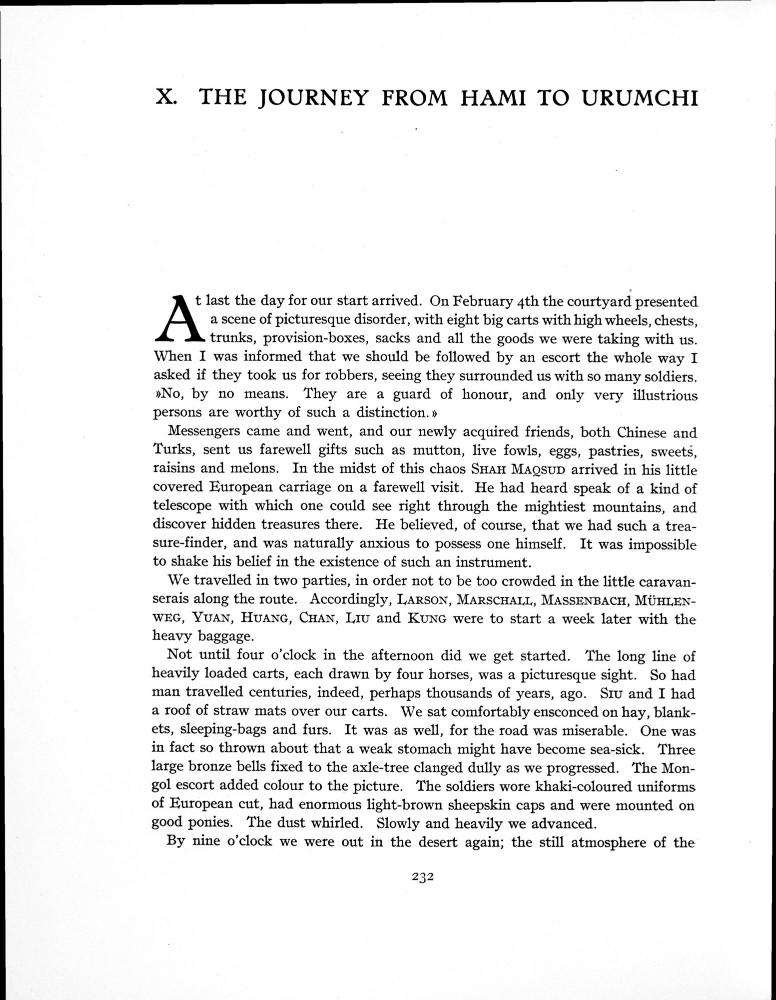 X. THE JOURNEY FROM HAMI TO URUMCHI
At last the day for our start arrived. On February 4th the courtyard presented
a scene of picturesque disorder, with eight big carts with high wheels, chests,
trunks, provision-boxes, sacks and all the goods we were taking with us.
When I was informed that we should be followed by an escort the whole way I
asked if they took us for robbers, seeing they surrounded us with so many soldiers.
»No, by no means. They are a guard of honour, and only very illustrious
persons are worthy of such a distinction.»
Messengers came and went, and our newly acquired friends, both Chinese and
Turks, sent us farewell gifts such as mutton, live fowls, eggs, pastries, sweets,
raisins and melons. In the midst of this chaos SHAH MAQSUD arrived in his little
covered European carriage on a farewell visit. He had heard speak of a kind of
telescope with which one could see right through the mightiest mountains, and
discover hidden treasures there. He believed, of course, that we had such a trea-
sure-finder, and was naturally anxious to possess one himself. It was impossible
to shake his belief in the existence of such an instrument.
We travelled in two parties, in order not to be too crowded in the little caravan-
serais along the route. Accordingly, LARSON, MARSCHALL, MASSENBACH, MÜHLEN-
WEG, YUAN, HUANG, CHAN, LIU and KUNG were to start a week later with the
heavy baggage.
Not until four o'clock in the afternoon did we get started. The long line of
heavily loaded carts, each drawn by four horses, was a picturesque sight. So had
man travelled centuries, indeed, perhaps thousands of years, ago. SIU and I had
a roof of straw mats over our carts. We sat comfortably ensconced on hay, blank-
ets, sleeping-bags and furs. It was as well, for the road was miserable. One was
in fact so thrown about that a weak stomach might have become sea-sick. Three
large bronze bells fixed to the axle-tree clanged dully as we progressed. The Mon-
gol escort added colour to the picture. The soldiers wore khaki-coloured uniforms
of European cut, had enormous light-brown sheepskin caps and were mounted on
good ponies. The dust whirled. Slowly and heavily we advanced.
By nine o'clock we were out in the desert again; the still atmosphere of the
232